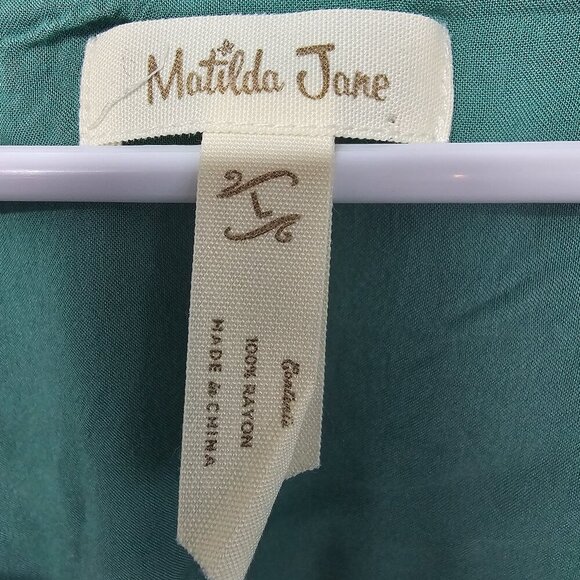 Matilda Jane
L
Contents
100% RAYON
MADE in CHINA